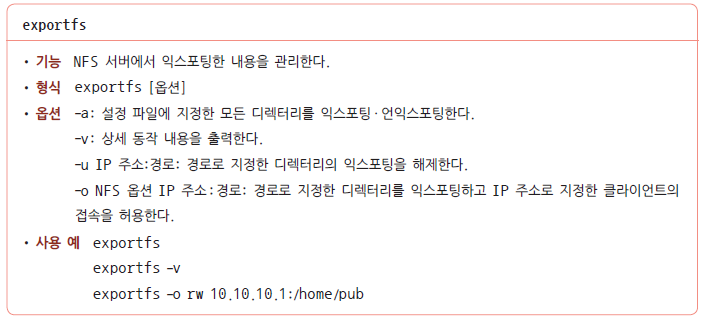 exportfs
• 기능 NFS 서버에서 익스포팅한 내용을 관리한다.
• 형식 exportfs [옵션]
• 옵션 -a: 설정 파일에 지정한 모든 디렉터리를 익스포팅·언익스포팅한다.
-v: 상세 동작 내용을 출력한다.
-u IP 주소:경로: 경로로 지정한 디렉터리의 익스포팅을 해제한다.
-o NFS 옵션 IP 주소:경로: 경로로 지정한 디렉터리를 익스포팅하고 IP 주소로 지정한 클라이언트의
접속을 허용한다.
• 사용 예 exportfs
exportfs -v
exportfs -o rw 10.10.10.1:/home/pub